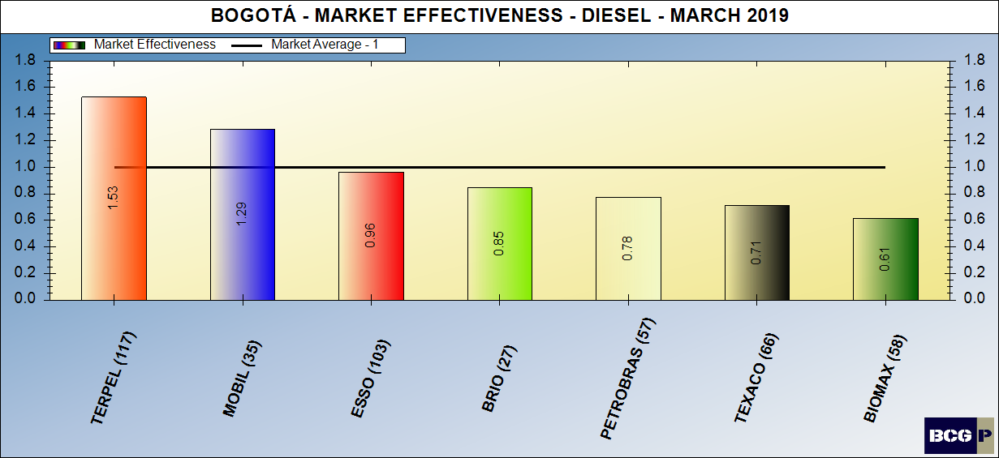 BOGOTÁ - MARKET EFFECTIVENESS - DIESEL - MARCH 2019
Market Effectiveness Market Average - 1
1.8 1.8
1.6 1.6
1.4 1.4
1.2 1.2
1.0 1.0
0.8 0.8
0.6 0.6
0.4 0.4
0.2 0.2
0.0 0.0
1.53
1.29
0.96
0.85
0.78
0.71
0.61
TERPEL (117)
MOBIL (35)
ESSO (103)
BRIO (27)
PETROBRAS (57)
TEXACO (66)
BIOMAX (58)
BCG P